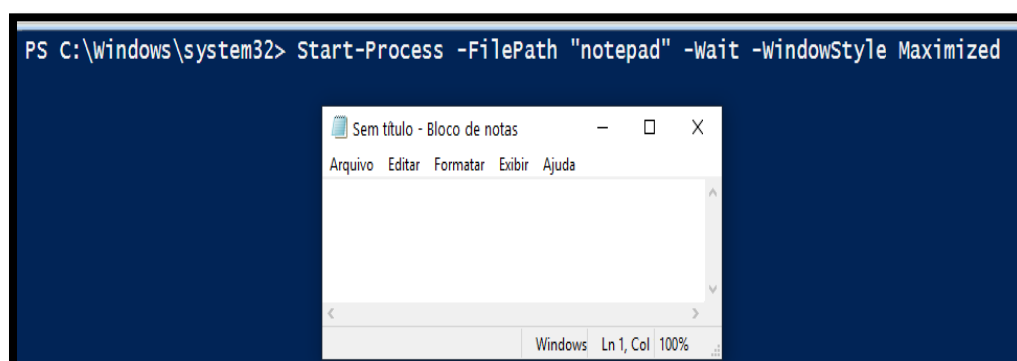 PS C:\Windows\system32> Start-Process -FilePath "notepad" -Wait -WindowStyle Maximized
Sem título - Bloco de notas
Arquivo Editar Formatar Exibir Ajuda
Windows Ln 1, Col 100%